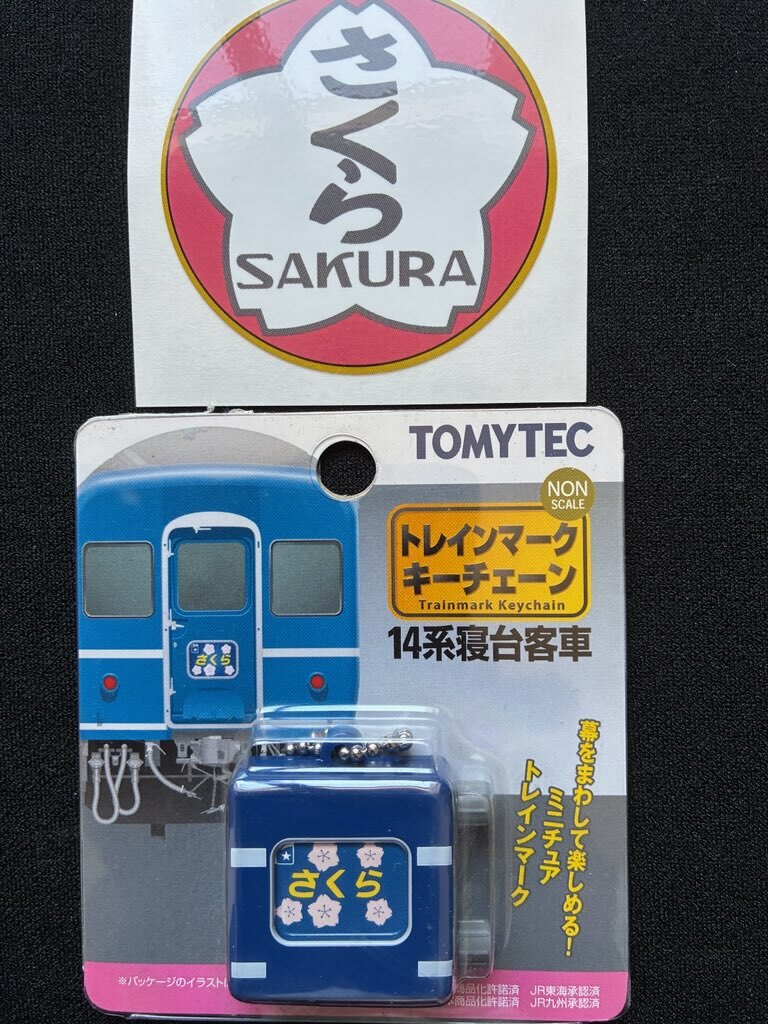 さくら
SAKURA
TOMYTEC
NON
SCALE
トレインマーク
キーチェーン
Trainmark Keychain
14系寝台客車
さくら
幕をまわして楽しめる!
ミニチュア
トレインマーク
さくら
※パッケージのイラストに
商品化許諾済 JR東海承認済
商品化許諾済 JR九州承認済